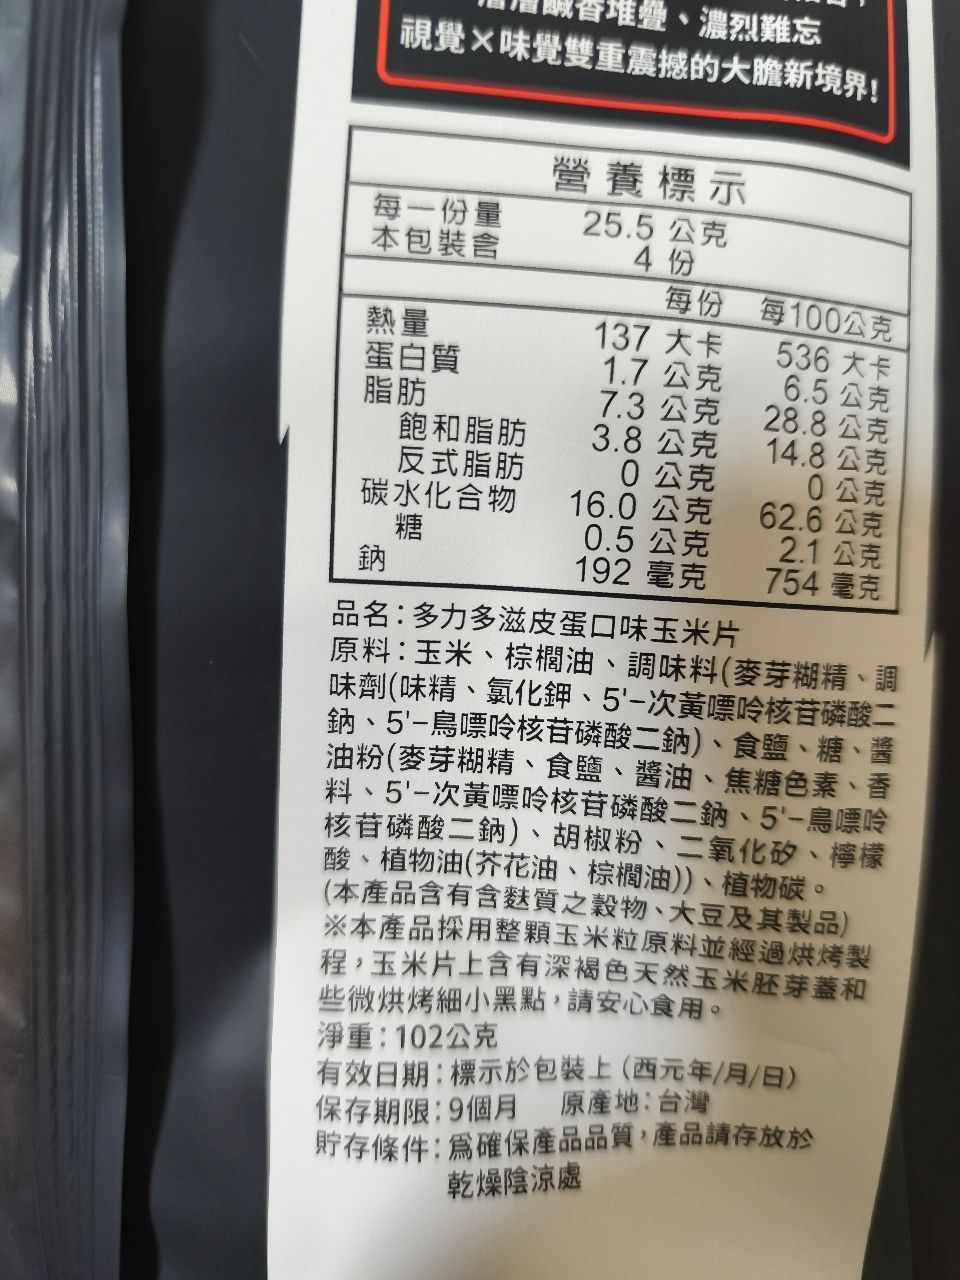 層層鹹香堆疊、濃烈難忘
視覺×味覺雙重震撼的大膽新境界!
營養標示
每一份量 25.5 公克
本包裝含 4 份
每份 每100公克
熱量 137 大卡 536 大卡
蛋白質 1.7 公克 6.5 公克
脂肪 7.3 公克 28.8 公克
飽和脂肪 3.8 公克 14.8 公克
反式脂肪 0 公克 0 公克
碳水化合物 16.0 公克 62.6 公克
糖 0.5 公克 2.1 公克
鈉 192 毫克 754 毫克
品名:多力多滋皮蛋口味玉米片
原料:玉米、棕櫚油、調味料(麥芽糊精、調
味劑(味精、氯化鉀、5'-次黃嘌呤核苷磷酸二
鈉、5'-鳥嘌呤核苷磷酸二鈉)、食鹽、糖、醬
油粉(麥芽糊精、食鹽、醬油、焦糖色素、香
料、5'-次黃嘌呤核苷磷酸二鈉、5'-鳥嘌呤
核苷磷酸二鈉)、胡椒粉、二氧化矽、檸檬
酸、植物油(芥花油、棕櫚油))、植物碳。
(本產品含有含麩質之穀物、大豆及其製品)
※本產品採用整顆玉米粒原料並經過烘烤製
程,玉米片上含有深褐色天然玉米胚芽蓋和
些微烘烤細小黑點,請安心食用。
淨重:102公克
有效日期:標示於包裝上(西元年/月/日)
保存期限:9個月 原產地:台灣
貯存條件:為確保產品品質,產品請存放於
乾燥陰涼處